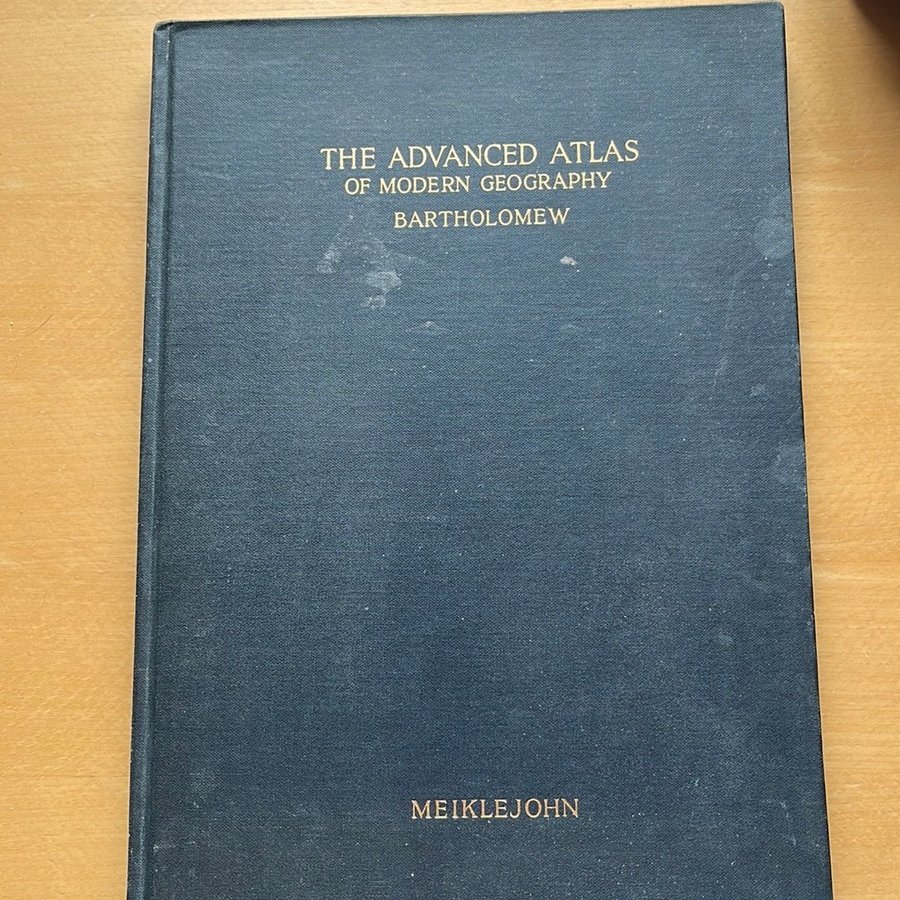 THE ADVANCED ATLAS
OF MODERN GEOGRAPHY
BARTHOLOMEW
MEIKLEJOHN